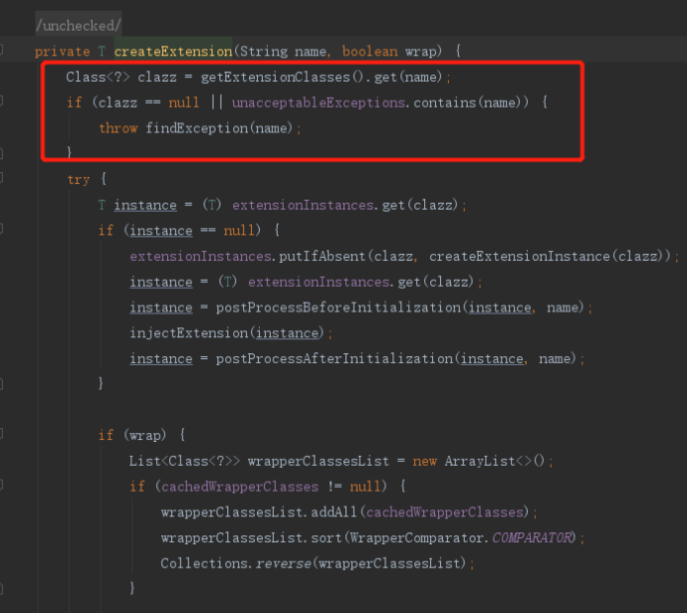 /unchecked/
private T createExtension(String name, boolean wrap) {
Class<?> clazz = getExtensionClasses().get(name);
if (clazz == null || unacceptableExceptions.contains(name)) {
throw findException(name);
}
try {
T instance = (T) extensionInstances.get(clazz);
if (instance == null) {
extensionInstances.putIfAbsent(clazz, createExtensionInstance(clazz));
instance = (T) extensionInstances.get(clazz);
instance = postProcessBeforeInitialization(instance, name);
injectExtension(instance);
instance = postProcessAfterInitialization(instance, name);
}
if (wrap) {
List<Class<?>> wrapperClassesList = new ArrayList<>();
if (cachedWrapperClasses != null) {
wrapperClassesList.addAll(cachedWrapperClasses);
wrapperClassesList.sort(WrapperComparator.COMPARATOR);
Collections.reverse(wrapperClassesList);
}